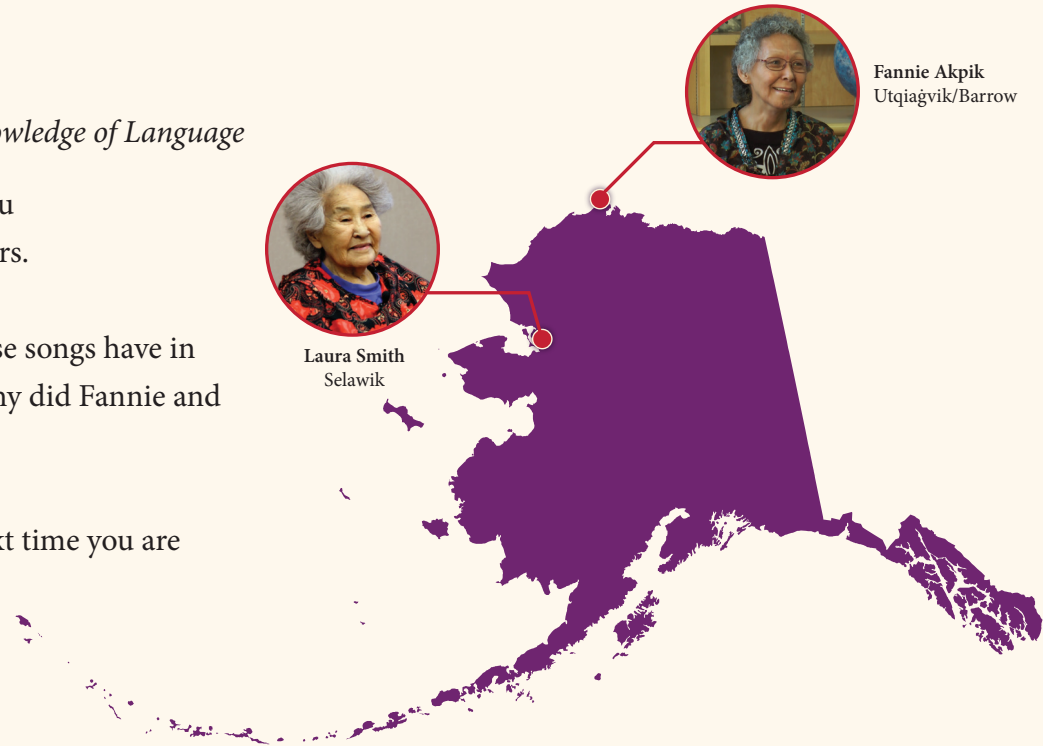 owledge of Language
u
rs.
se songs have in
ny did Fannie and
xt time you are
Fannie Akpik
Utqiaġvik/Barrow
Laura Smith
Selawik